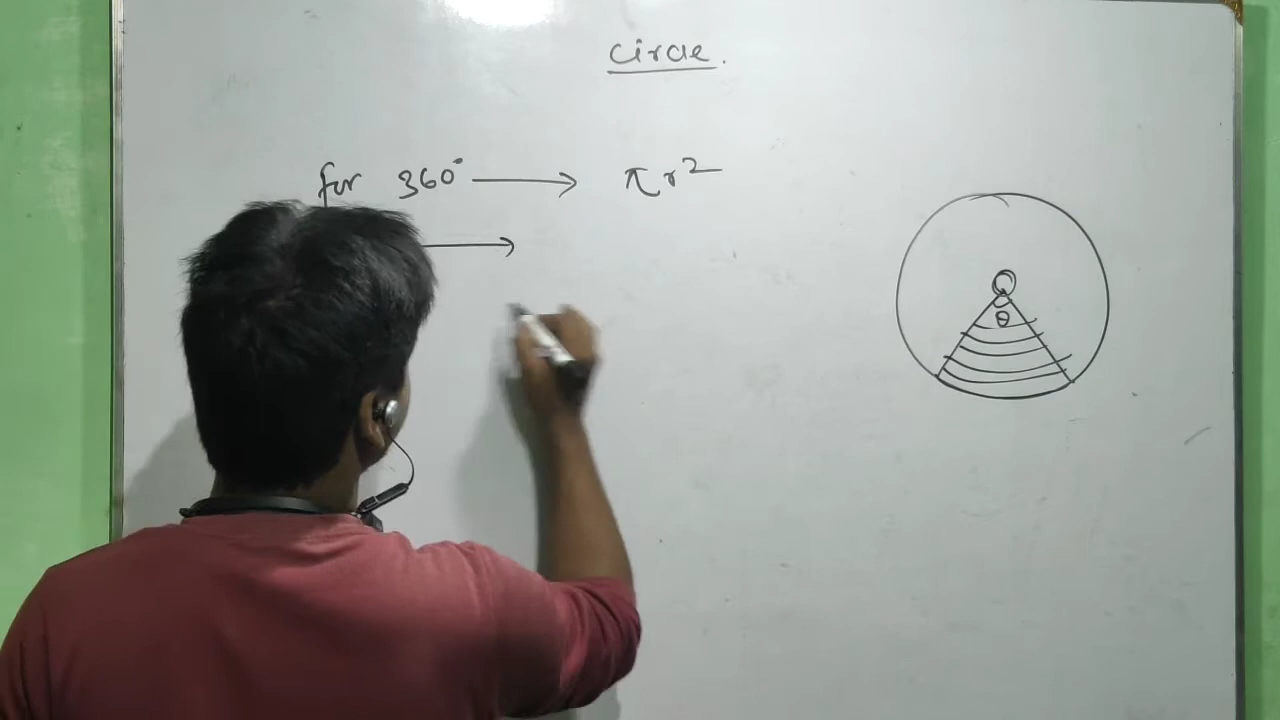 Circle.
for 360° → πr²
→
θ